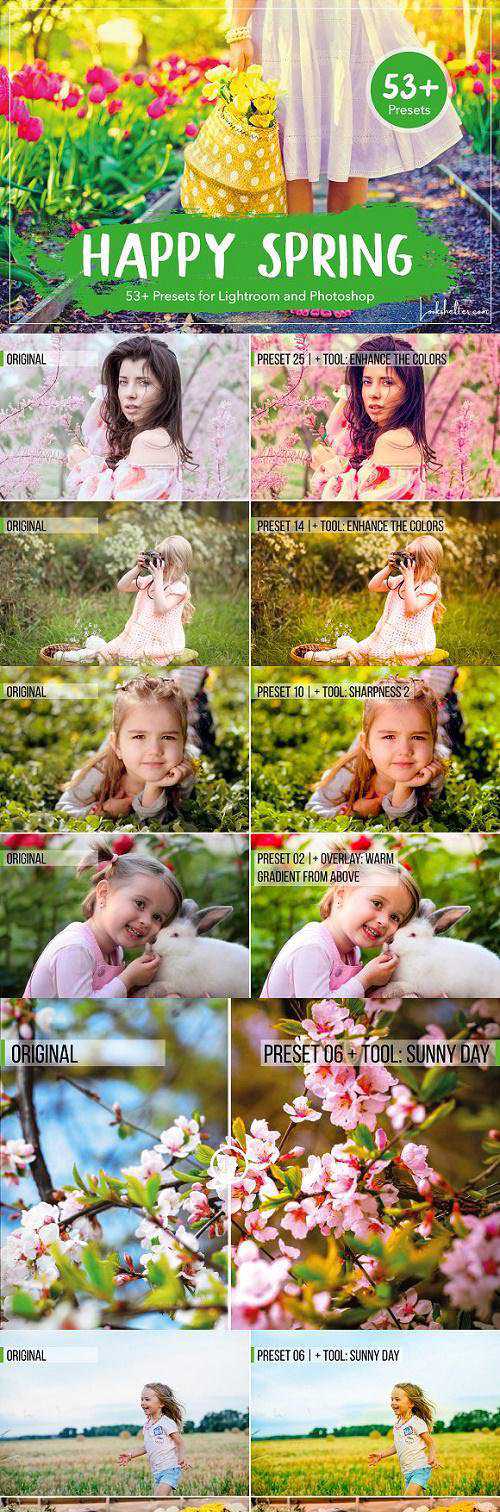 53+
Presets
HAPPY SPRING
53+ Presets for Lightroom and Photoshop
Lookshelter.com
ORIGINAL
PRESET 25 | + TOOL: ENHANCE THE COLORS
ORIGINAL
PRESET 14 | + TOOL: ENHANCE THE COLORS
ORIGINAL
PRESET 10 | + TOOL: SHARPNESS 2
ORIGINAL
PRESET 02 | + OVERLAY: WARM
GRADIENT FROM ABOVE
ORIGINAL
PRESET 06 + TOOL: SUNNY DAY
ORIGINAL
PRESET 06 | + TOOL: SUNNY DAY